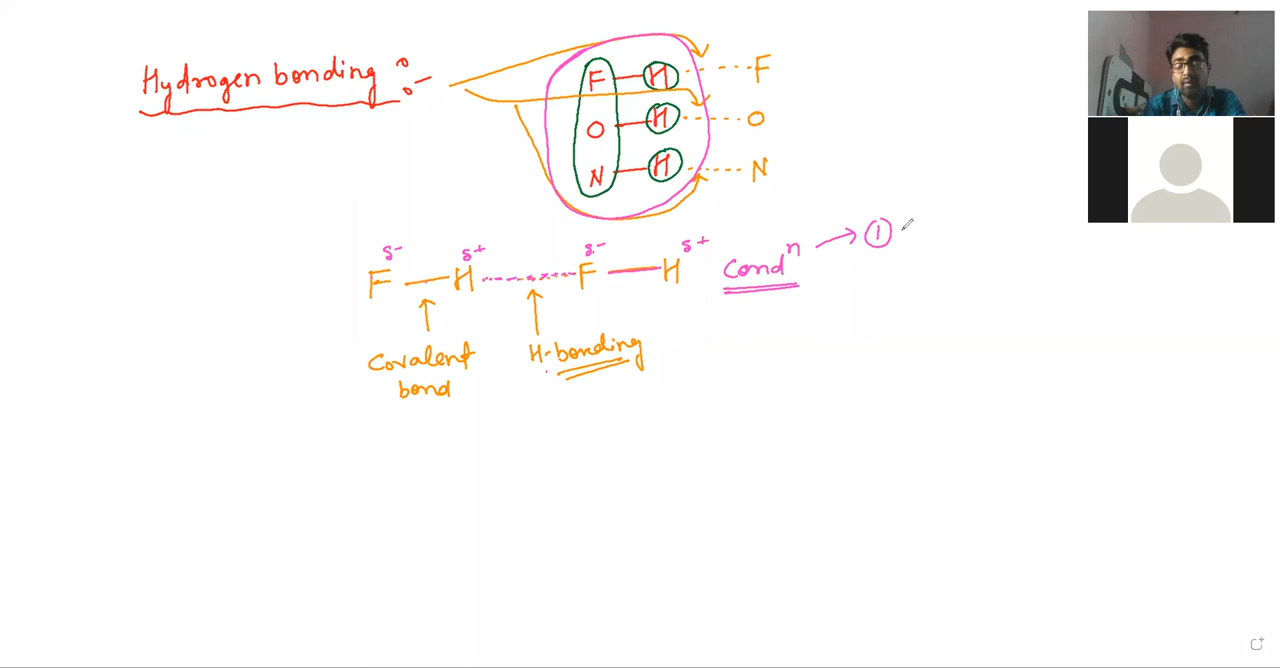 Hydrogen bonding :-
F — H ---- F
O — H ---- O
N — H ---- N
δ- δ+ δ- δ+
F — H ------ F — H
Condⁿ → ①
Covalent bond
H-bonding